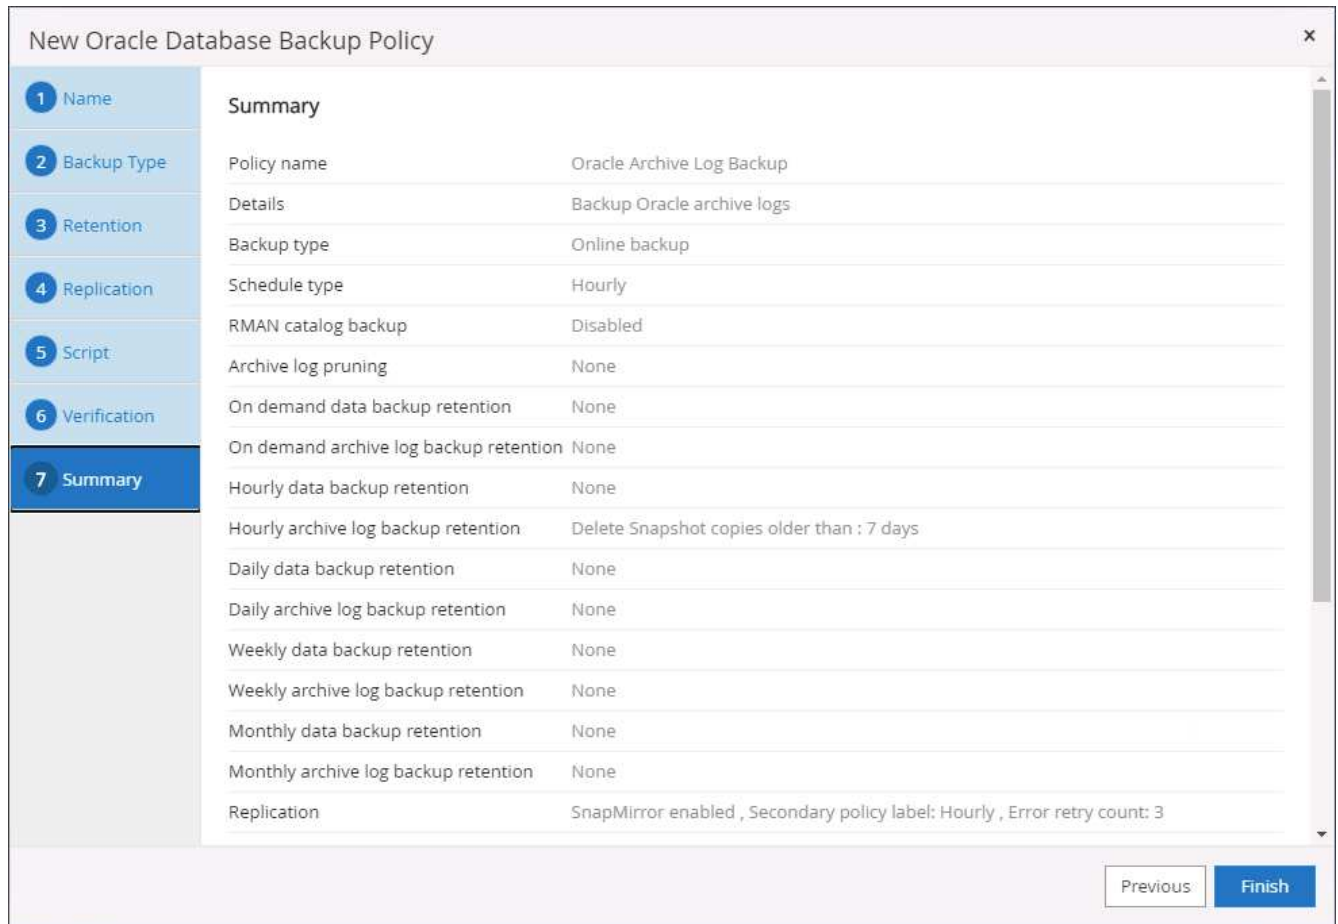 New Oracle Database Backup Policy
x
1 Name
2 Backup Type
3 Retention
4 Replication
5 Script
6 Verification
7 Summary
Summary
Policy name Oracle Archive Log Backup
Details Backup Oracle archive logs
Backup type Online backup
Schedule type Hourly
RMAN catalog backup Disabled
Archive log pruning None
On demand data backup retention None
On demand archive log backup retention None
Hourly data backup retention None
Hourly archive log backup retention Delete Snapshot copies older than : 7 days
Daily data backup retention None
Daily archive log backup retention None
Weekly data backup retention None
Weekly archive log backup retention None
Monthly data backup retention None
Monthly archive log backup retention None
Replication SnapMirror enabled , Secondary policy label: Hourly , Error retry count: 3
Previous Finish